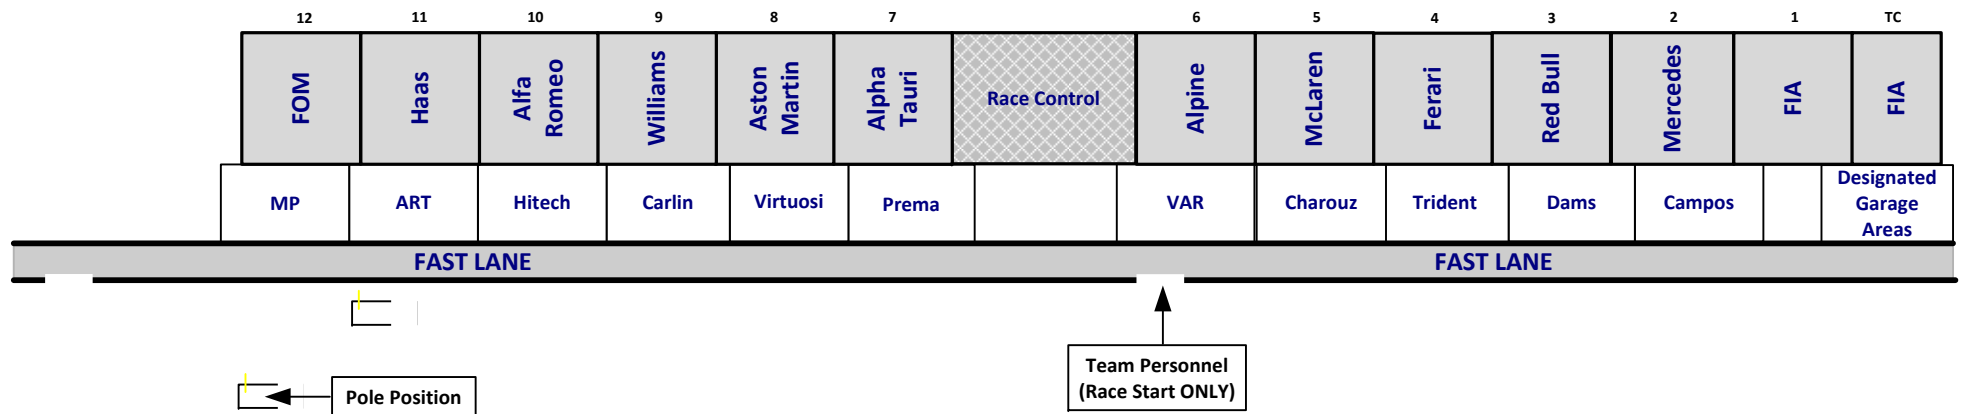 12 11 10 9 8 7 6 5 4 3 2 1 TC
FOM
Haas
Alfa
Romeo
Williams
Aston
Martin
Alpha
Tauri
Race Control
Alpine
McLaren
Ferari
Red Bull
Mercedes
FIA
FIA
MP
ART
Hitech
Carlin
Virtuosi
Prema
VAR
Charouz
Trident
Dams
Campos
Designated
Garage
Areas
FAST LANE
FAST LANE
Team Personnel
(Race Start ONLY)
Pole Position